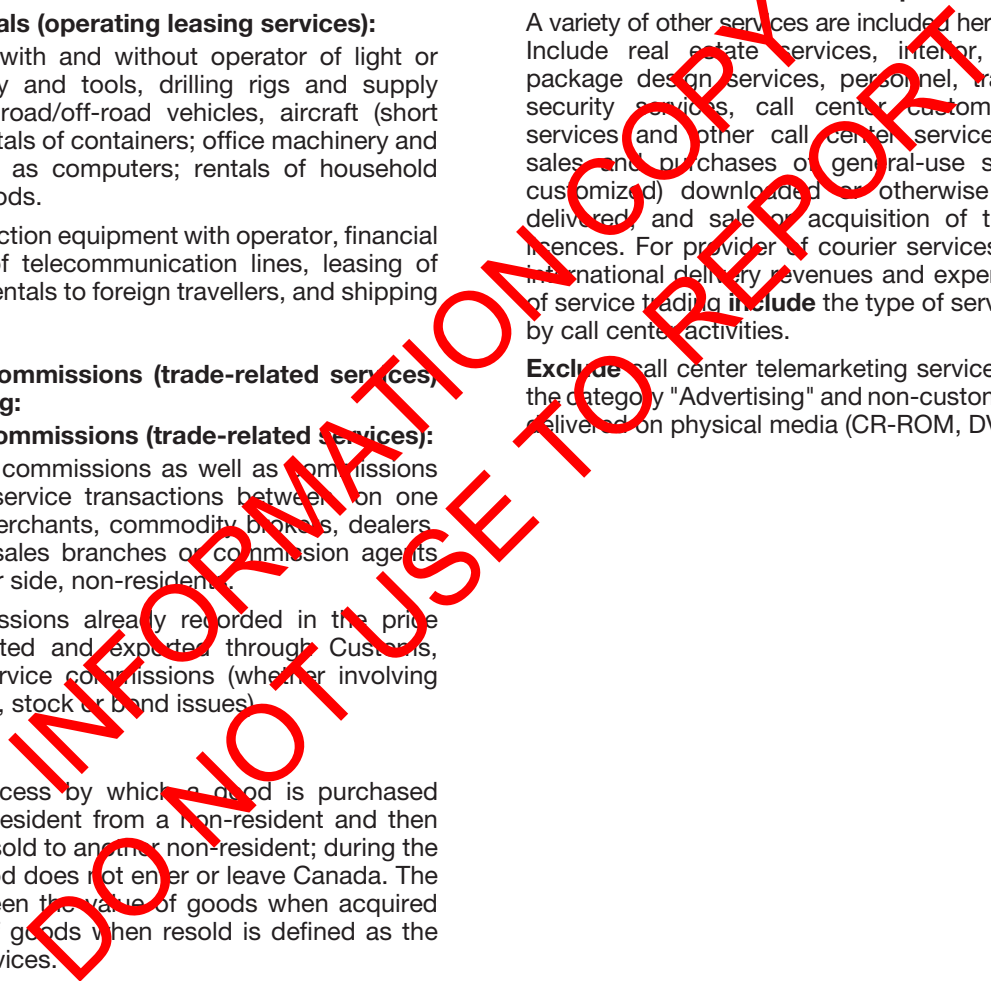 als (operating leasing services):
with and without operator of light or
y and tools, drilling rigs and supply
road/off-road vehicles, aircraft (short
tals of containers; office machinery and
as computers; rentals of household
ods.
ction equipment with operator, financial
of telecommunication lines, leasing of
entals to foreign travellers, and shipping
ommissions (trade-related services)
g:
ommissions (trade-related services):
commissions as well as commissions
service transactions between on one
erchants, commodity brokers, dealers,
sales branches or commission agents
r side, non-residents.
ssions already recorded in the price
ted and exported through Customs,
rvice commissions (whether involving
, stock or bond issues).
cess by which a good is purchased
esident from a non-resident and then
sold to another non-resident; during the
d does not enter or leave Canada. The
en the value of goods when acquired
f goods when resold is defined as the
vices.
A variety of other services are included her
Include real estate services, interior,
package design services, personnel, tra
security services, call center custom
services and other call center service
sales and purchases of general-use s
customized) downloaded or otherwise
delivered, and sale or acquisition of t
licences. For provider of courier services
international delivery revenues and exper
of service trading include the type of serv
by call center activities.
Exclude call center telemarketing service
the category "Advertising" and non-custon
delivered on physical media (CR-ROM, DV
INFORMATION COPY
DO NOT USE TO REPORT